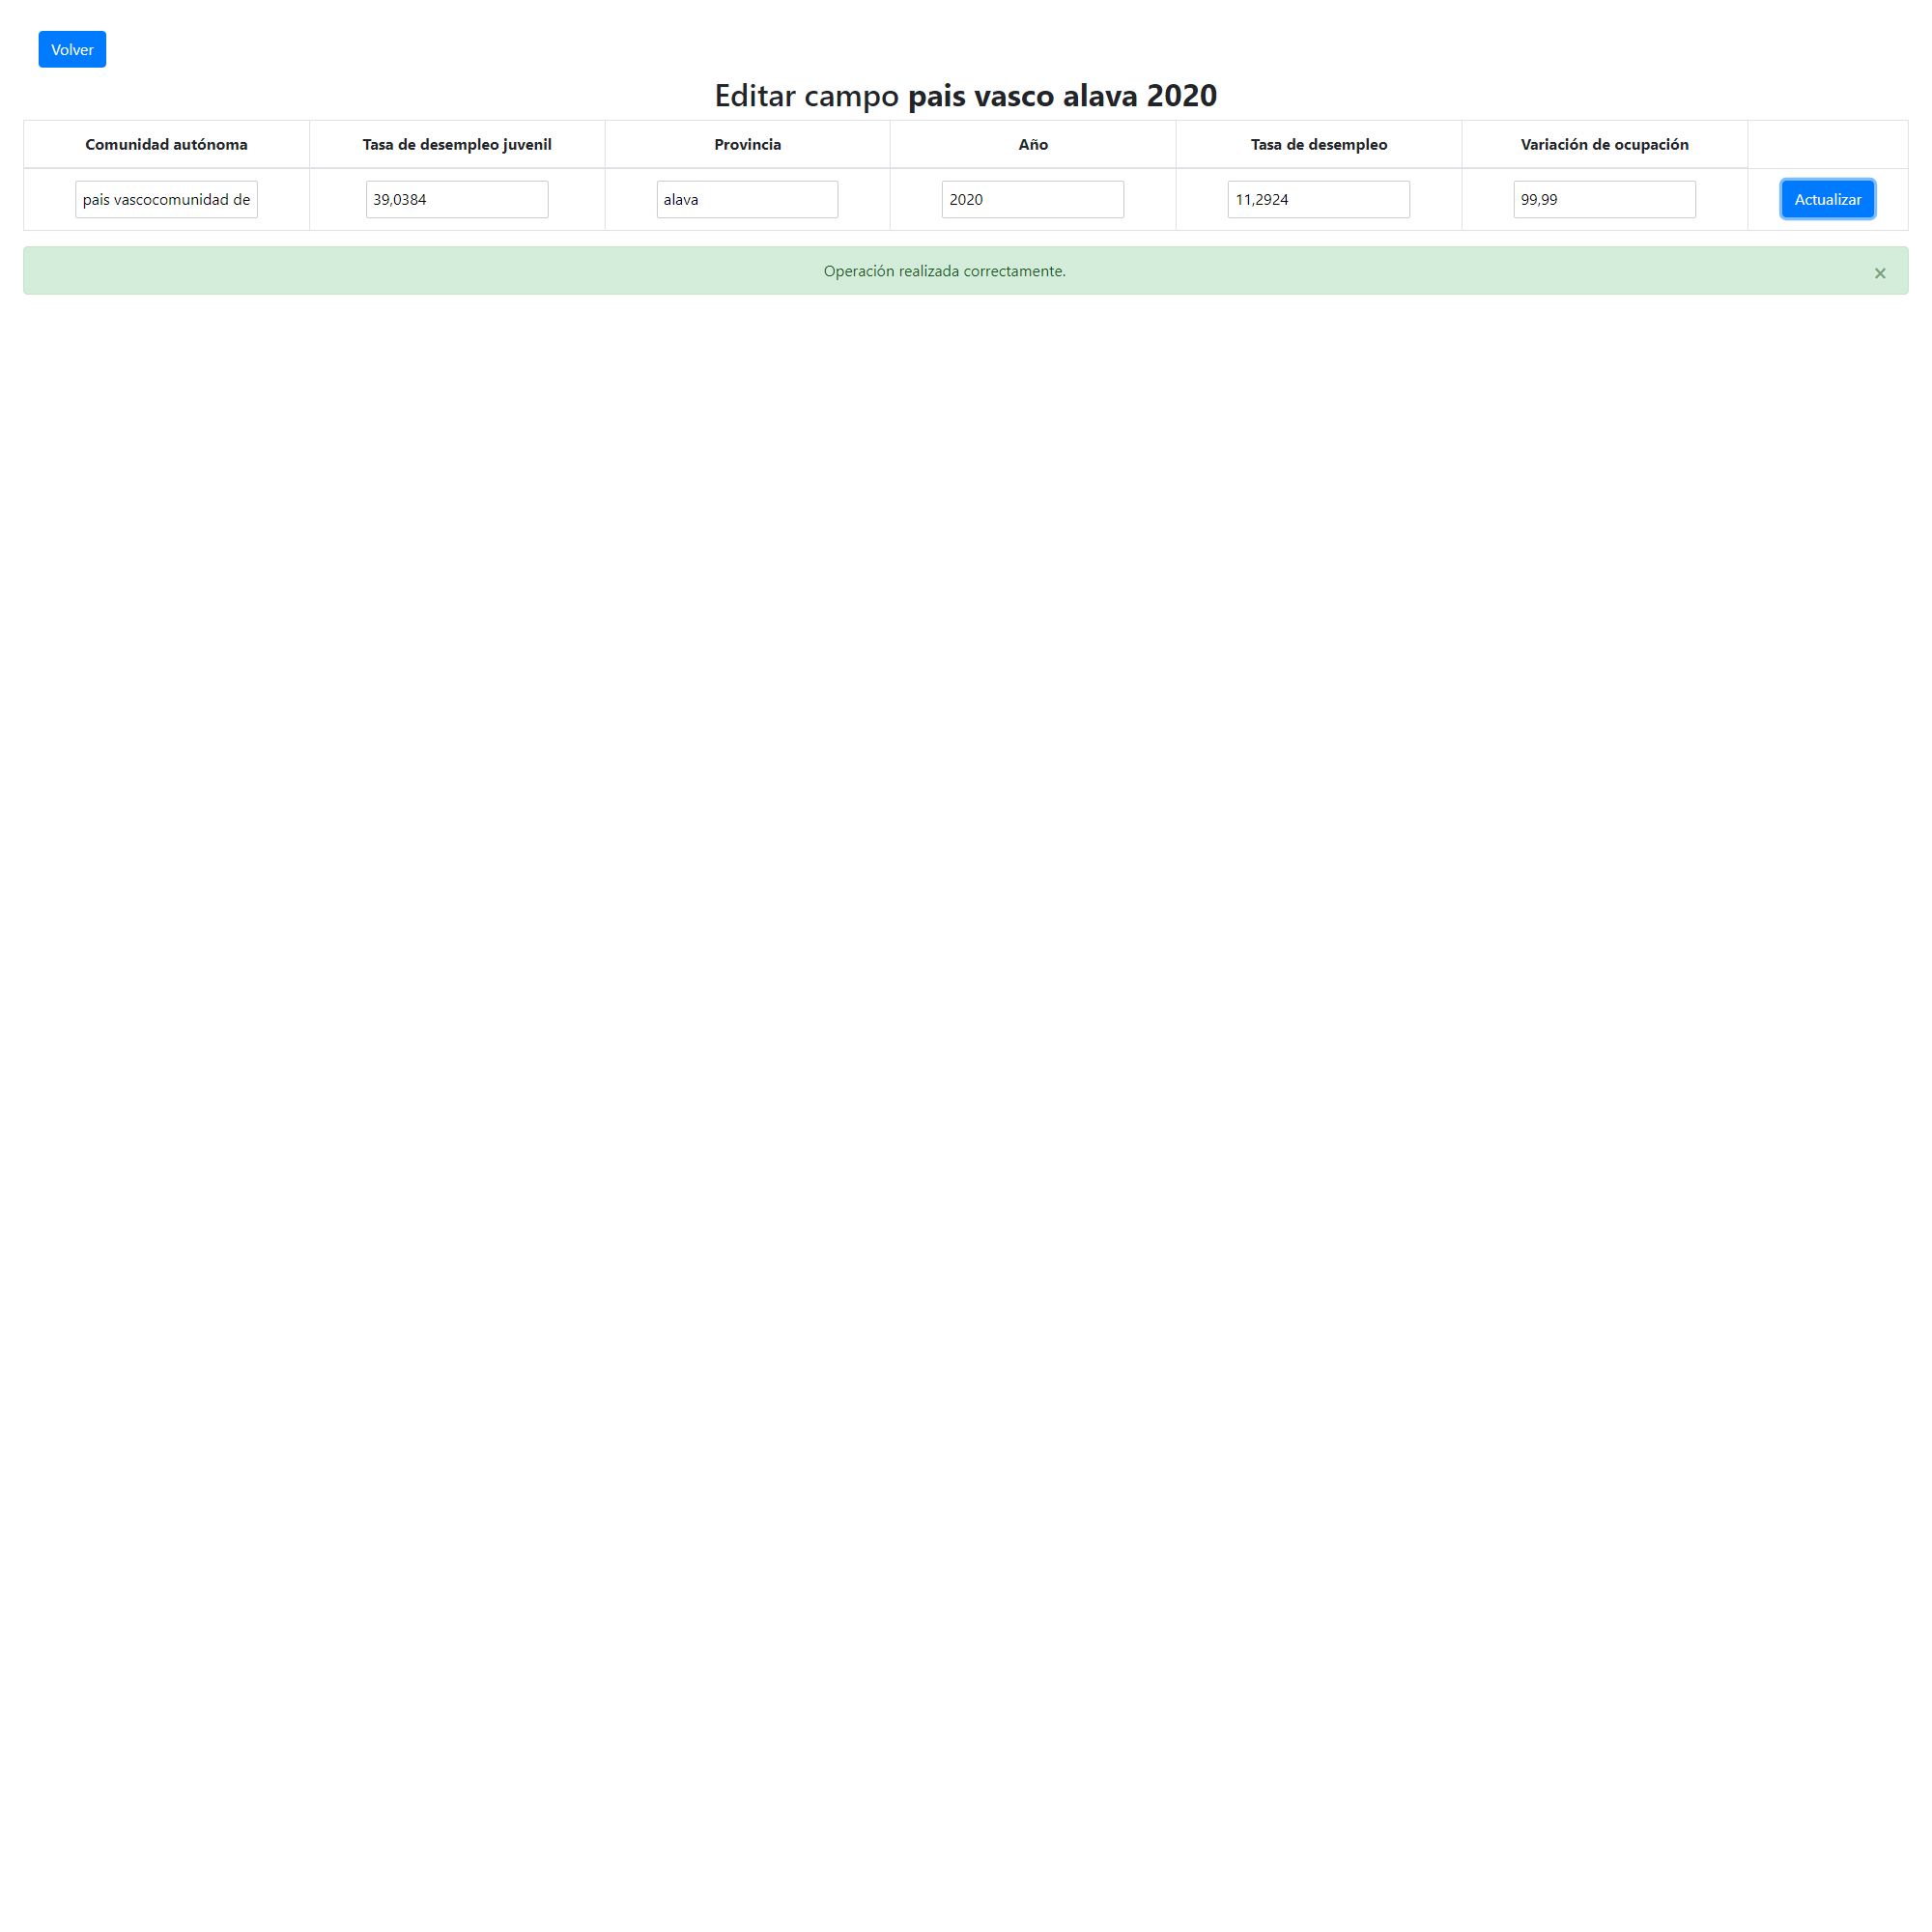 Volver
Editar campo pais vasco alava 2020
Comunidad autónoma Tasa de desempleo juvenil Provincia Año Tasa de desempleo Variación de ocupación
pais vascocomunidad de 39,0384 alava 2020 11,2924 99,99 Actualizar
Operación realizada correctamente. ×